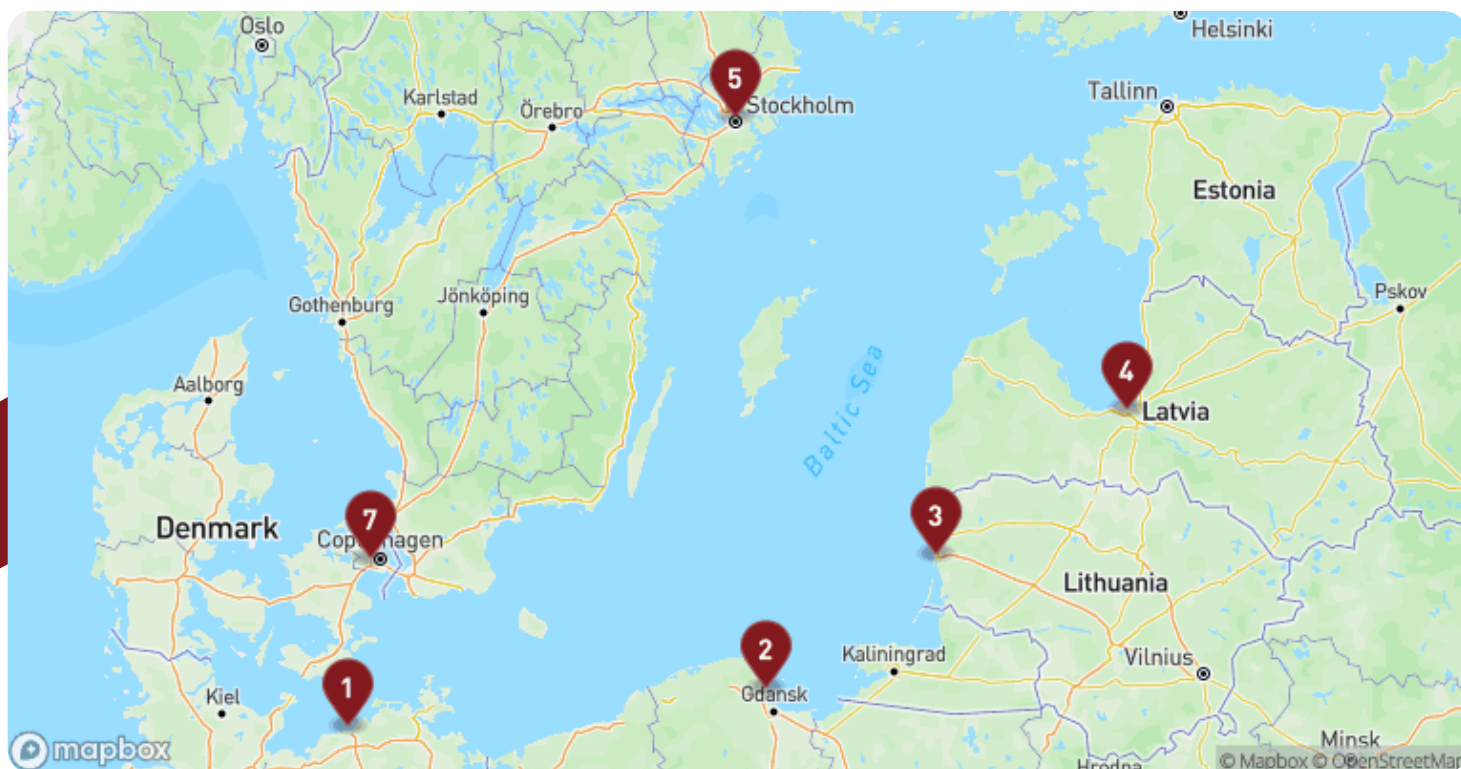 Oslo
Helsinki
5
Karlstad
Örebro
Stockholm
Tallinn
Estonia
Gothenburg
Jönköping
Pskov
Aalborg
Baltic Sea
4
Latvia
7
Copenhagen
Denmark
3
Lithuania
2
Kaliningrad
Vilnius
1
Kiel
Gdansk
Minsk
mapbox
© Mapbox © OpenStreetMap
Hrodna